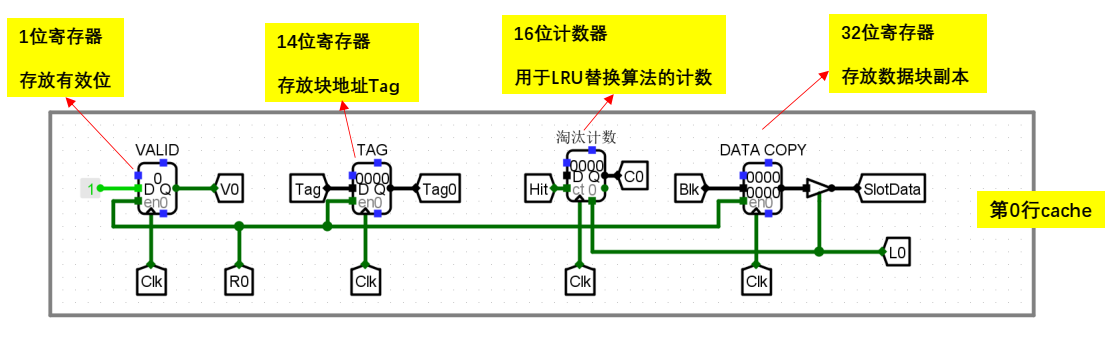 1位寄存器
存放有效位
14位寄存器
存放块地址Tag
16位计数器
用于LRU替换算法的计数
32位寄存器
存放数据块副本
VALID
TAG
淘汰计数
DATA COPY
1
0
D Q
en0
V0
Tag
0000
D Q
en0
Tag0
Hit
0000
D Q
ct 0
C0
Blk
0000
0000
en0
SlotData
第0行cache
L0
Clk
R0
Clk
Clk
Clk